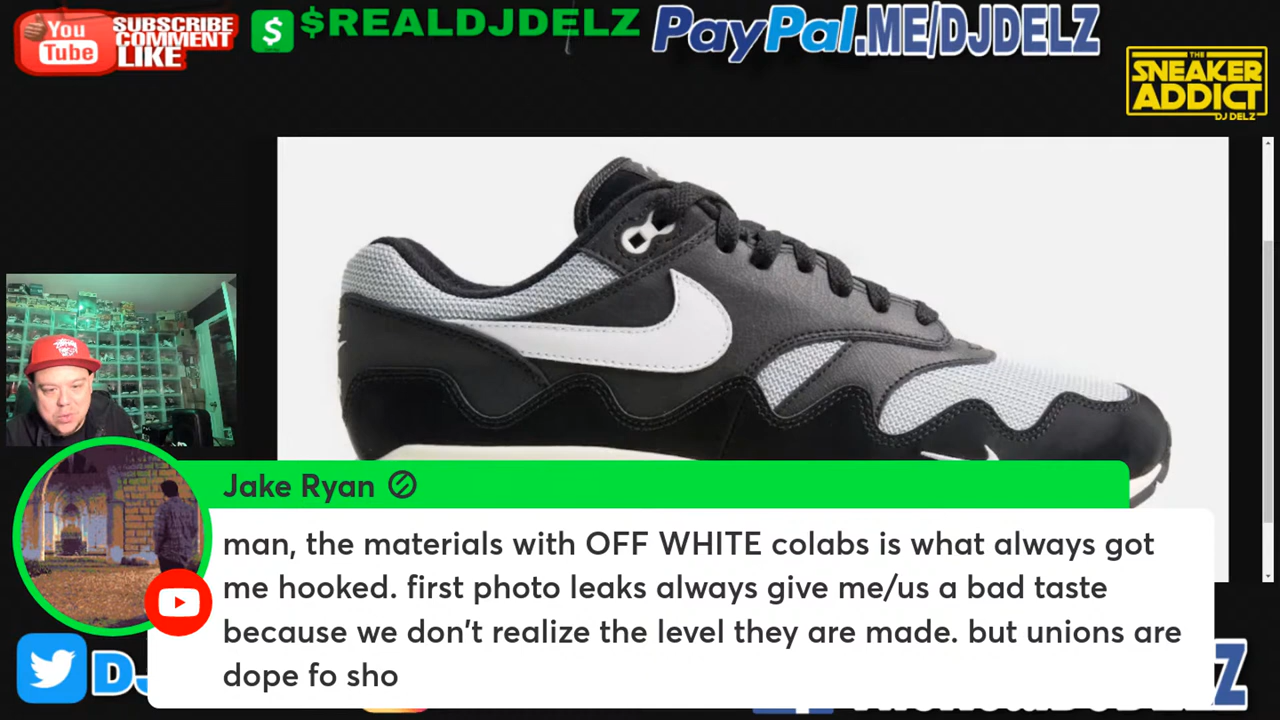 You Tube
SUBSCRIBE
COMMENT
LIKE
$ $REALDJDELZ
PayPal.ME/DJDELZ
THE
SNEAKER
ADDICT
DJ DELZ
Jake Ryan
man, the materials with OFF WHITE colabs is what always got
me hooked. first photo leaks always give me/us a bad taste
because we don't realize the level they are made. but unions are
dope fo sho